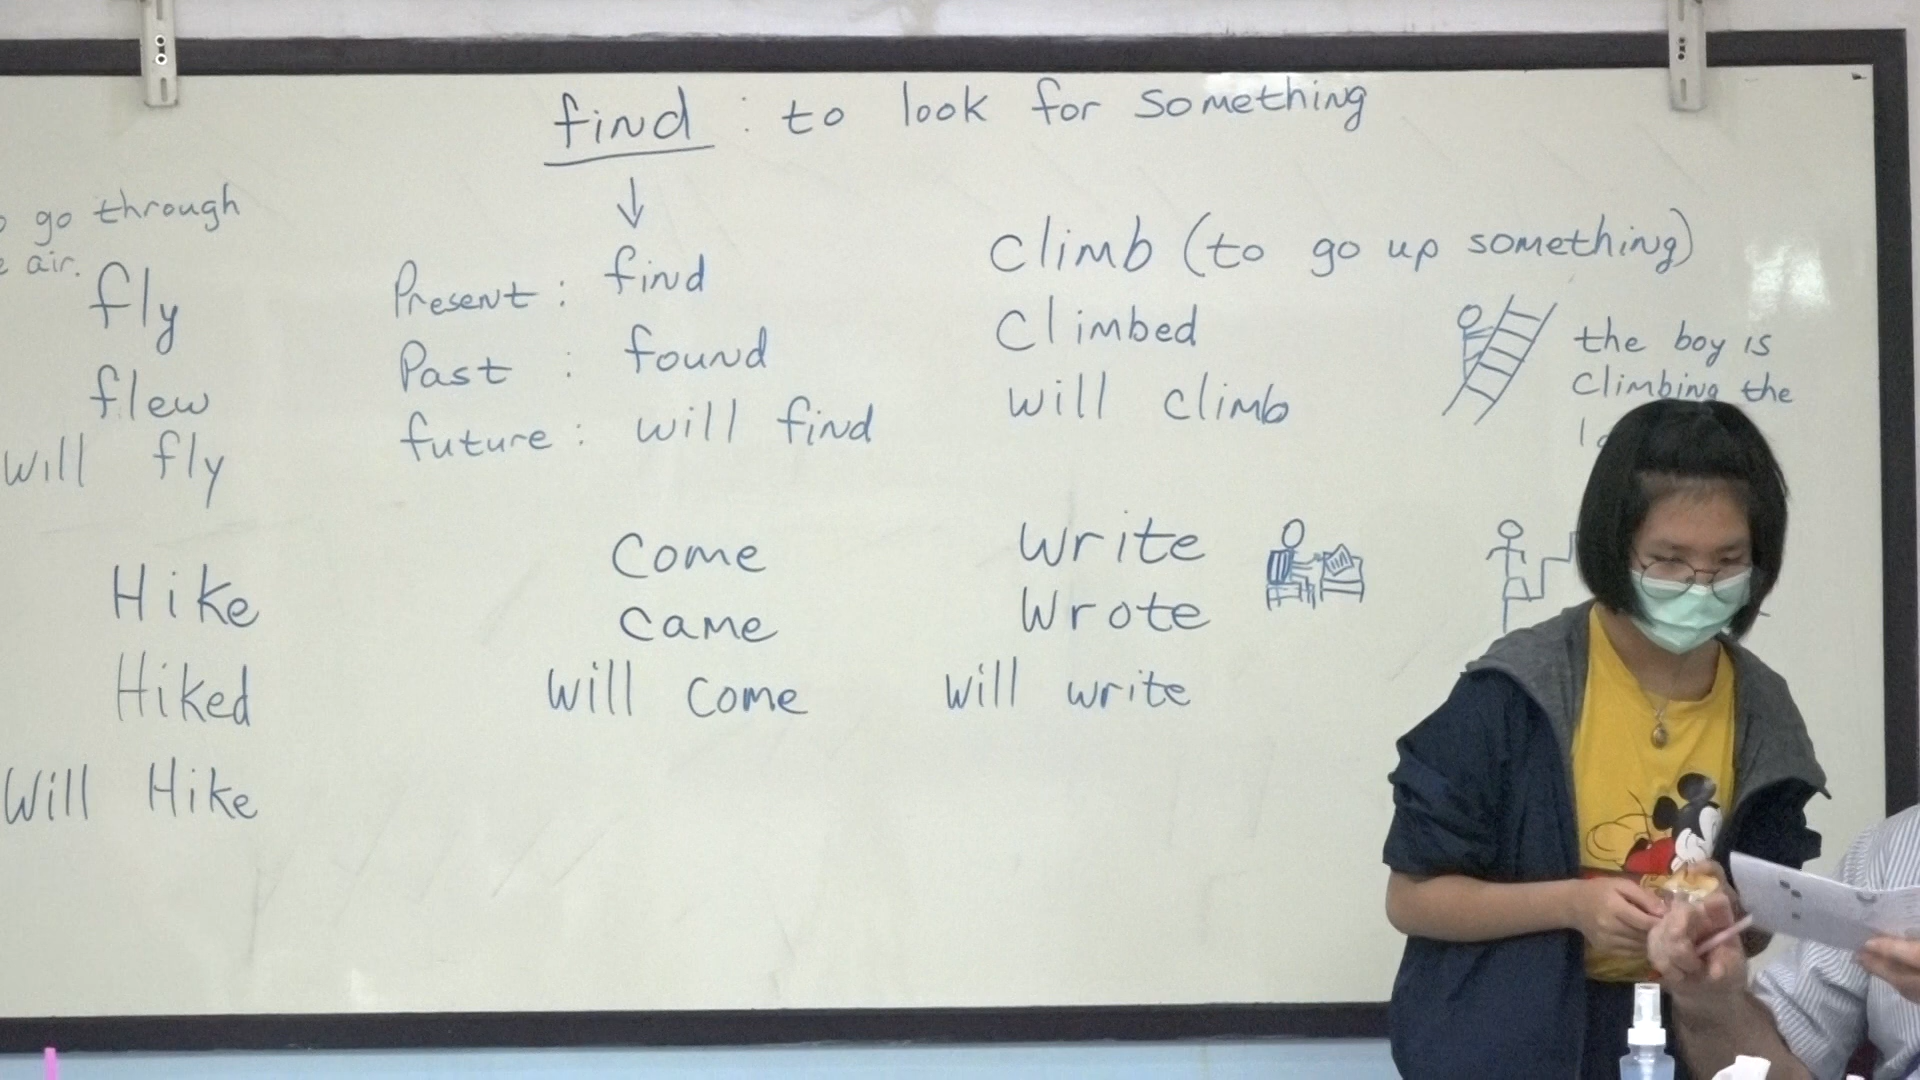 find : to look for something
go through
air.
fly
flew
will fly
Present : find
Past : found
future : will find
climb (to go up something)
Climbed
will climb
the boy is
climbing the
Hike
Hiked
Will Hike
Come
Came
Will Come
Write
Wrote
will write